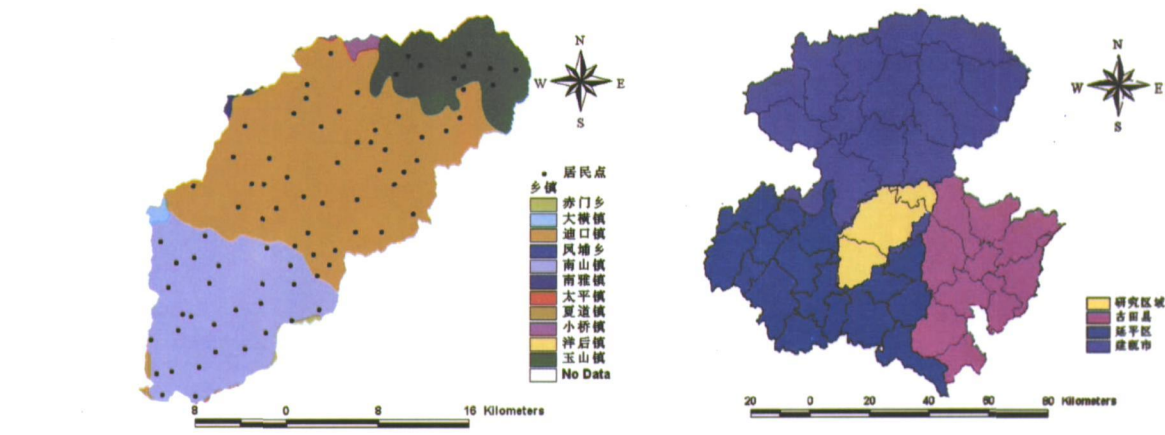 N
W E
S
居民点
乡镇
赤门乡
大横镇
迪口镇
凤埔乡
南山镇
南雅镇
太平镇
夏道镇
小桥镇
洋后镇
玉山镇
No Data
8 0 8 16 Kilometers
N
W E
S
研究区域
古田县
延平区
建瓯市
20 0 20 40 60 80 Kilometers